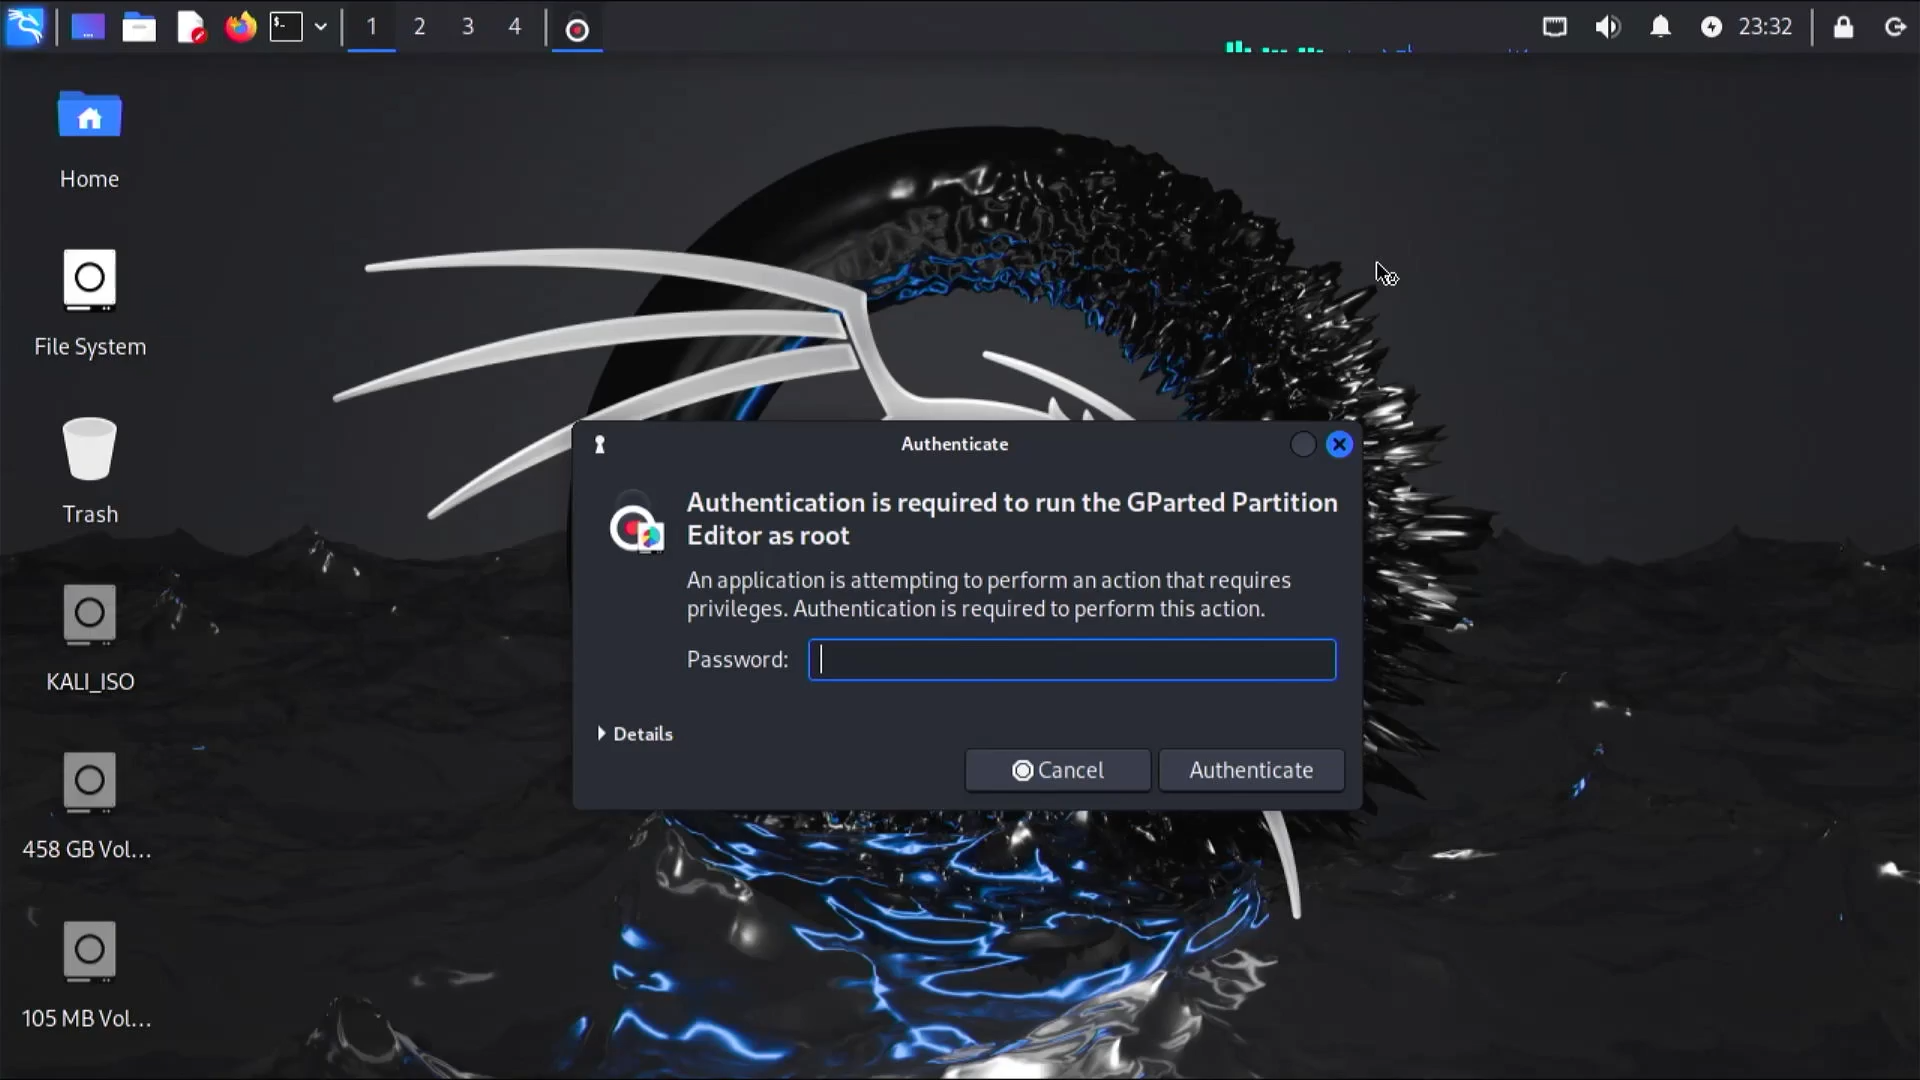 1 2 3 4
23:32
Home
File System
Trash
KALI_ISO
458 GB Vol...
105 MB Vol...
Authenticate
Authentication is required to run the GParted Partition
Editor as root
An application is attempting to perform an action that requires
privileges. Authentication is required to perform this action.
Password:
Details
Cancel
Authenticate